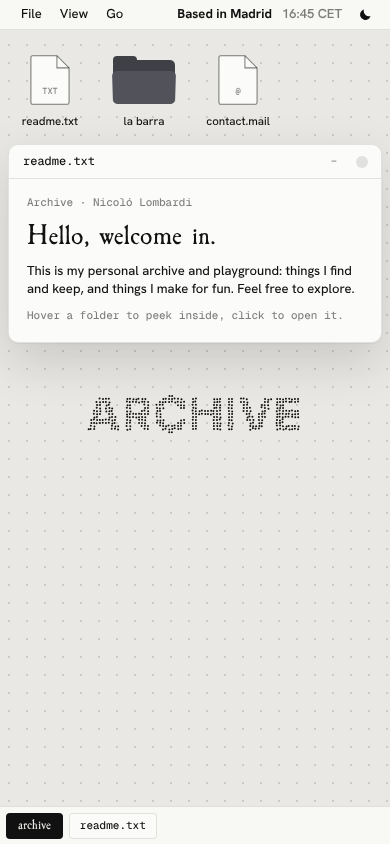 File View Go Based in Madrid 16:45 CET
TXT
@
readme.txt la barra contact.mail
readme.txt
Archive · Nicoló Lombardi
Hello, welcome in.
This is my personal archive and playground: things I find
and keep, and things I make for fun. Feel free to explore.
Hover a folder to peek inside, click to open it.
ARCHIVE
archive readme.txt